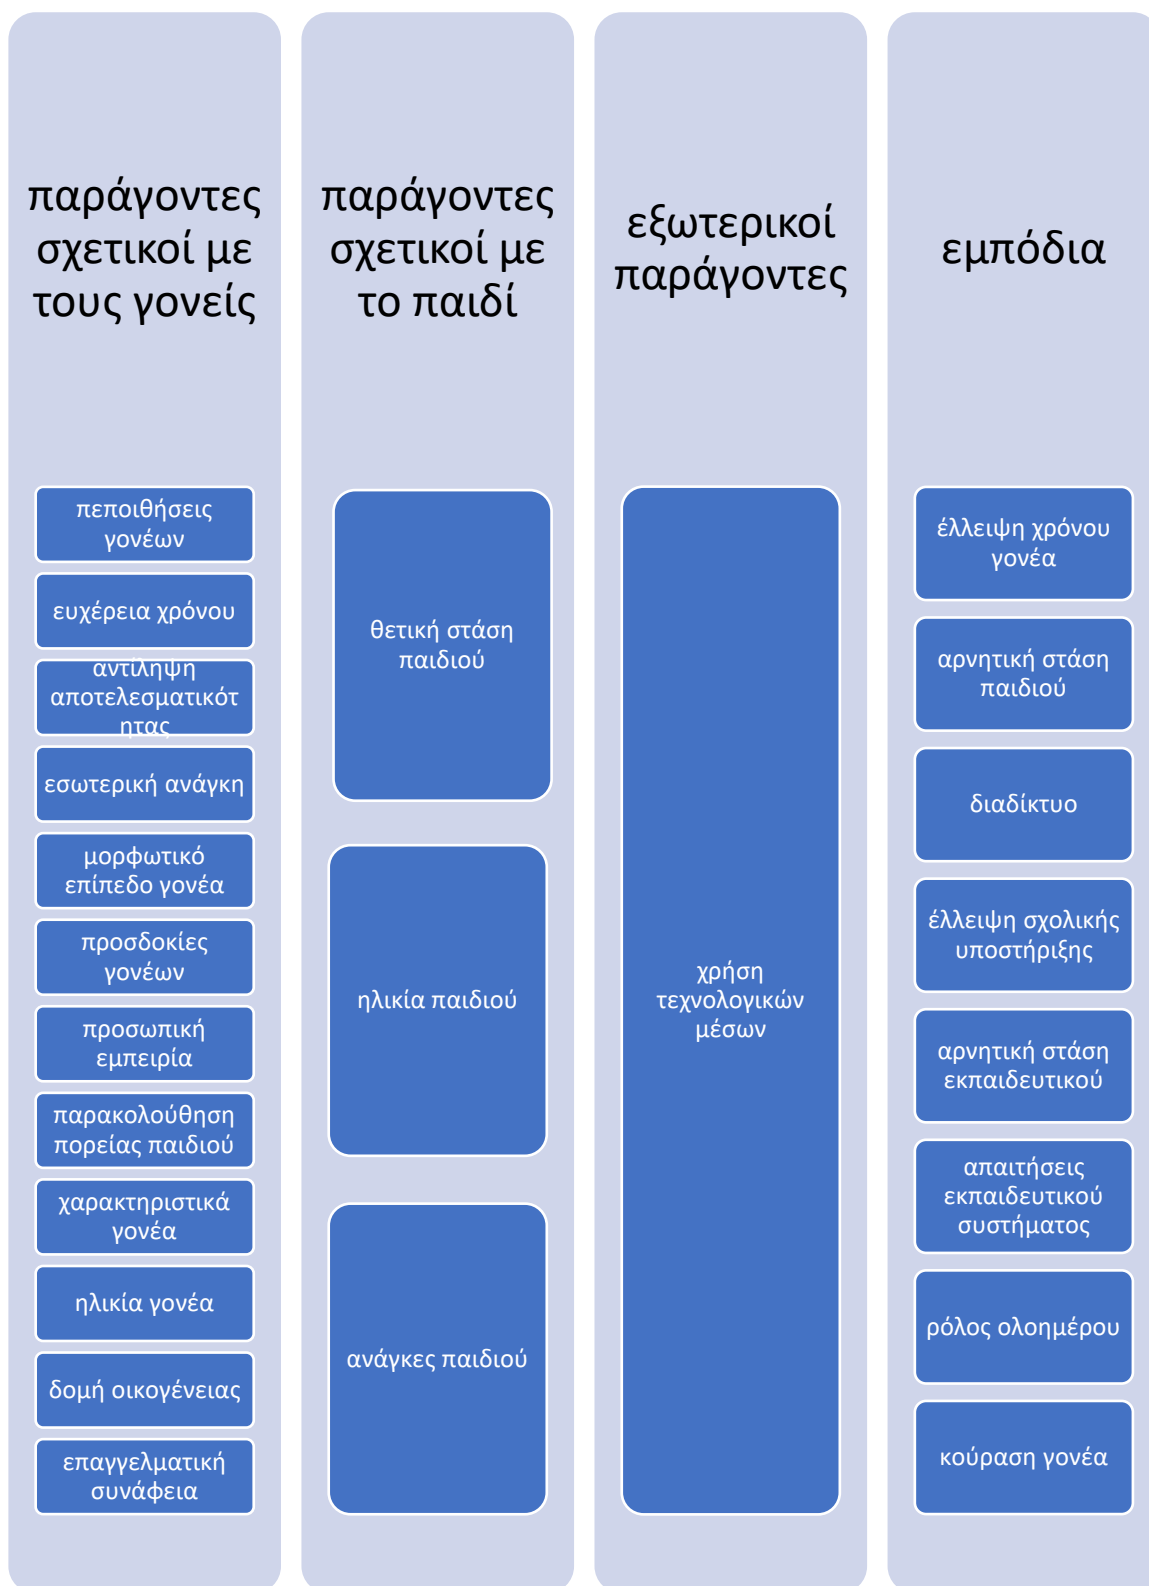 παράγοντες
σχετικοί με
τους γονείς
πεποιθήσεις
γονέων
ευχέρεια χρόνου
αντίληψη
αποτελεσματικότ
ητας
εσωτερική ανάγκη
μορφωτικό
επίπεδο γονέα
προσδοκίες
γονέων
προσωπική
εμπειρία
παρακολούθηση
πορείας παιδιού
χαρακτηριστικά
γονέα
ηλικία γονέα
δομή οικογένειας
επαγγελματική
συνάφεια
παράγοντες
σχετικοί με
το παιδί
θετική στάση
παιδιού
ηλικία παιδιού
ανάγκες παιδιού
εξωτερικοί
παράγοντες
χρήση
τεχνολογικών
μέσων
εμπόδια
έλλειψη χρόνου
γονέα
αρνητική στάση
παιδιού
διαδίκτυο
έλλειψη σχολικής
υποστήριξης
αρνητική στάση
εκπαιδευτικού
απαιτήσεις
εκπαιδευτικού
συστήματος
ρόλος ολοημέρου
κούραση γονέα